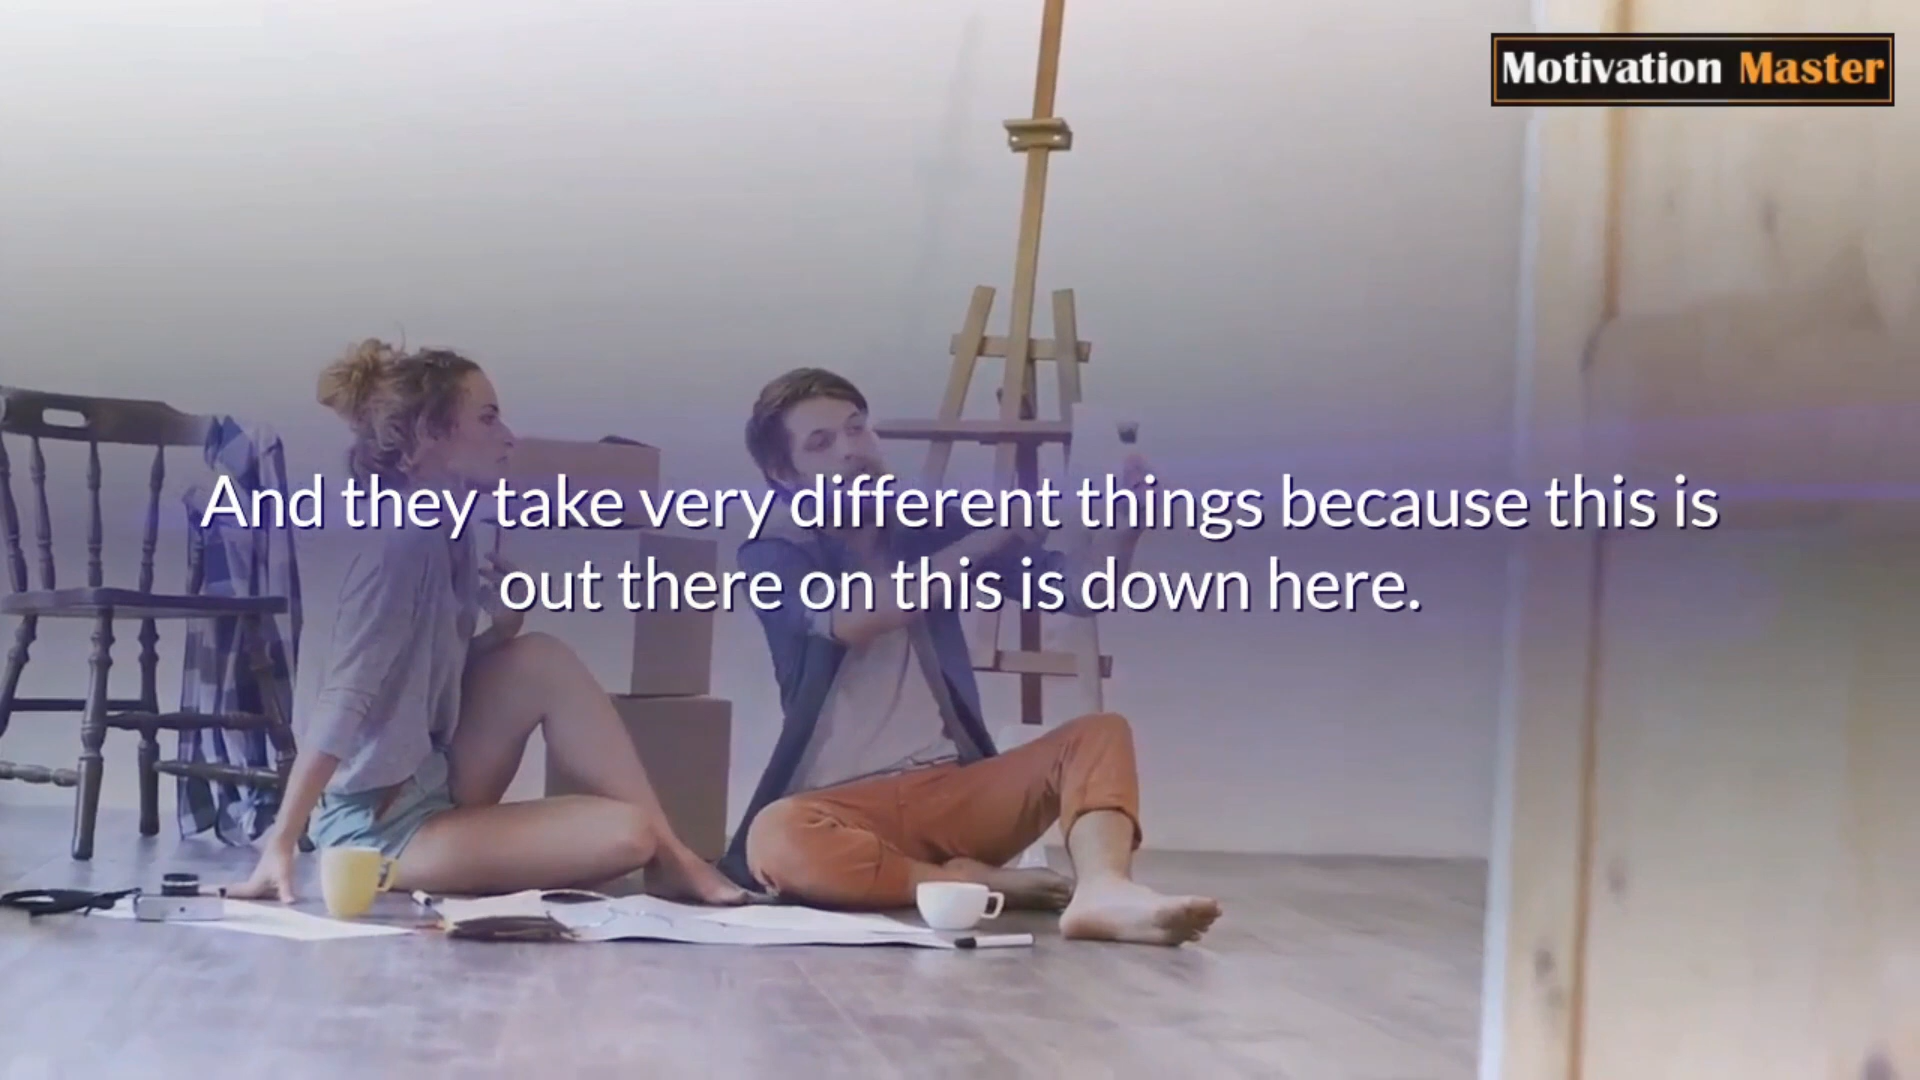 Motivation Master
And they take very different things because this is
out there on this is down here.